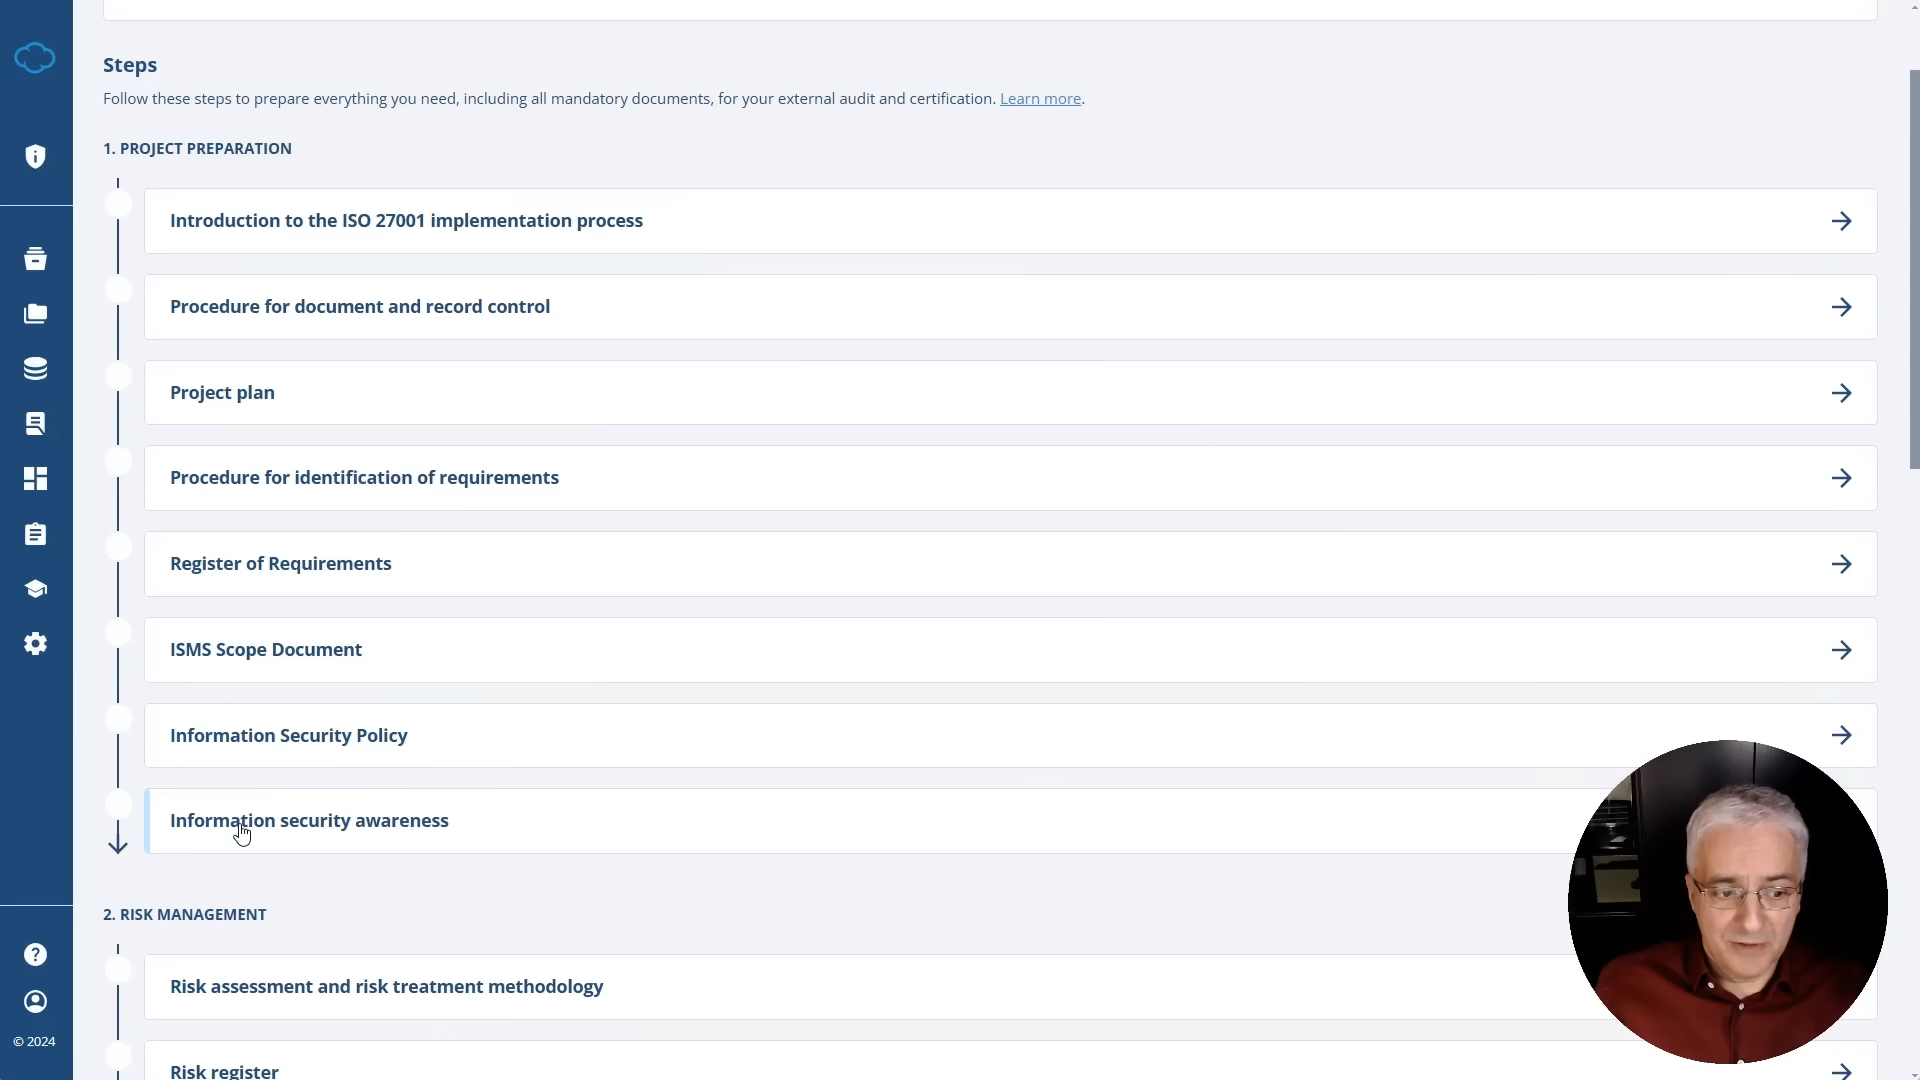 Steps
Follow these steps to prepare everything you need, including all mandatory documents, for your external audit and certification. Learn more.
1. PROJECT PREPARATION
Introduction to the ISO 27001 implementation process
Procedure for document and record control
Project plan
Procedure for identification of requirements
Register of Requirements
ISMS Scope Document
Information Security Policy
Information security awareness
2. RISK MANAGEMENT
Risk assessment and risk treatment methodology
Risk register
© 2024